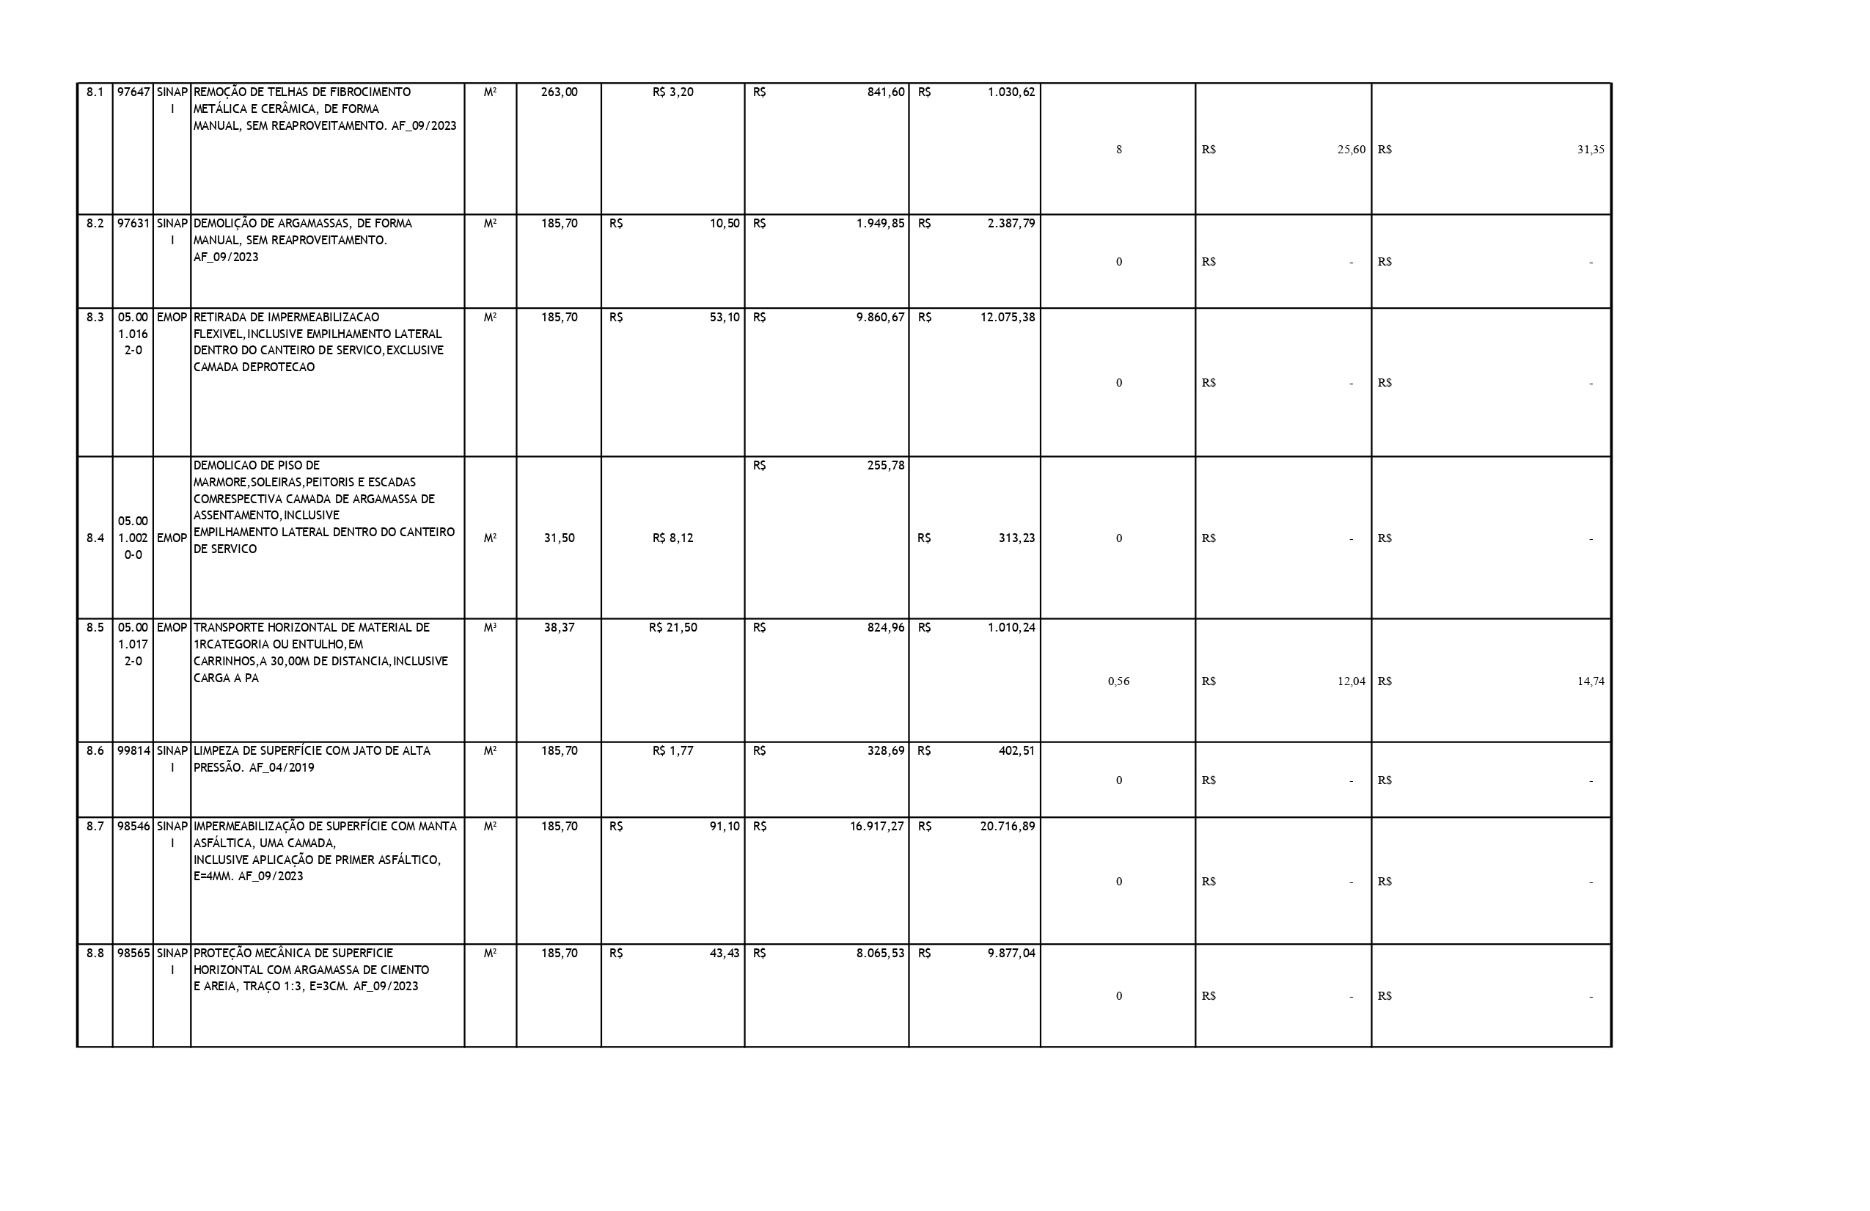 8.1 97647 SINAP REMOÇÃO DE TELHAS DE FIBROCIMENTO M² 263,00 R$ 3,20 R$ 841,60 R$ 1.030,62
I METÁLICA E CERÂMICA, DE FORMA
MANUAL, SEM REAPROVEITAMENTO. AF_09/2023
8 R$ 25,60 R$ 31,35
8.2 97631 SINAP DEMOLIÇÃO DE ARGAMASSAS, DE FORMA M² 185,70 R$ 10,50 R$ 1.949,85 R$ 2.387,79
I MANUAL, SEM REAPROVEITAMENTO.
AF_09/2023
0 R$ - R$ -
8.3 05.00 EMOP RETIRADA DE IMPERMEABILIZACAO M² 185,70 R$ 53,10 R$ 9.860,67 R$ 12.075,38
1.016 FLEXIVEL,INCLUSIVE EMPILHAMENTO LATERAL
2-0 DENTRO DO CANTEIRO DE SERVICO,EXCLUSIVE
CAMADA DEPROTECAO
0 R$ - R$ -
DEMOLICAO DE PISO DE R$ 255,78
MARMORE,SOLEIRAS,PEITORIS E ESCADAS
COMRESPECTIVA CAMADA DE ARGAMASSA DE
ASSENTAMENTO,INCLUSIVE
05.00
EMPILHAMENTO LATERAL DENTRO DO CANTEIRO
8.4 1.002 EMOP M² 31,50 R$ 8,12 R$ 313,23 0 R$ - R$ -
DE SERVICO
0-0
8.5 05.00 EMOP TRANSPORTE HORIZONTAL DE MATERIAL DE M³ 38,37 R$ 21,50 R$ 824,96 R$ 1.010,24
1.017 1RCATEGORIA OU ENTULHO,EM
2-0 CARRINHOS,A 30,00M DE DISTANCIA,INCLUSIVE
CARGA A PA
0,56 R$ 12,04 R$ 14,74
8.6 99814 SINAP LIMPEZA DE SUPERFÍCIE COM JATO DE ALTA M² 185,70 R$ 1,77 R$ 328,69 R$ 402,51
I PRESSÃO. AF_04/2019
0 R$ - R$ -
8.7 98546 SINAP IMPERMEABILIZAÇÃO DE SUPERFÍCIE COM MANTA M² 185,70 R$ 91,10 R$ 16.917,27 R$ 20.716,89
I ASFÁLTICA, UMA CAMADA,
INCLUSIVE APLICAÇÃO DE PRIMER ASFÁLTICO,
E=4MM. AF_09/2023
0 R$ - R$ -
8.8 98565 SINAP PROTEÇÃO MECÂNICA DE SUPERFICIE M² 185,70 R$ 43,43 R$ 8.065,53 R$ 9.877,04
I HORIZONTAL COM ARGAMASSA DE CIMENTO
E AREIA, TRAÇO 1:3, E=3CM. AF_09/2023
0 R$ - R$ -